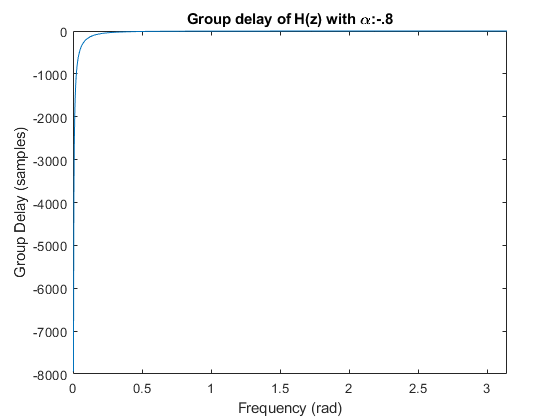 Group delay of H(z) with α:-.8
Group Delay (samples)
0
-1000
-2000
-3000
-4000
-5000
-6000
-7000
-8000
0 0.5 1 1.5 2 2.5 3
Frequency (rad)